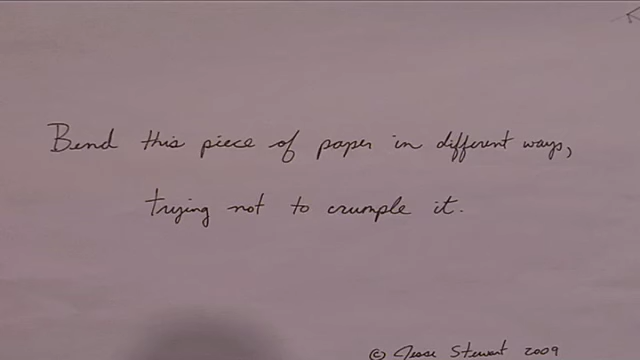 Bend this piece of paper in different ways,
trying not to crumple it.
© Jesse Stewart 2009